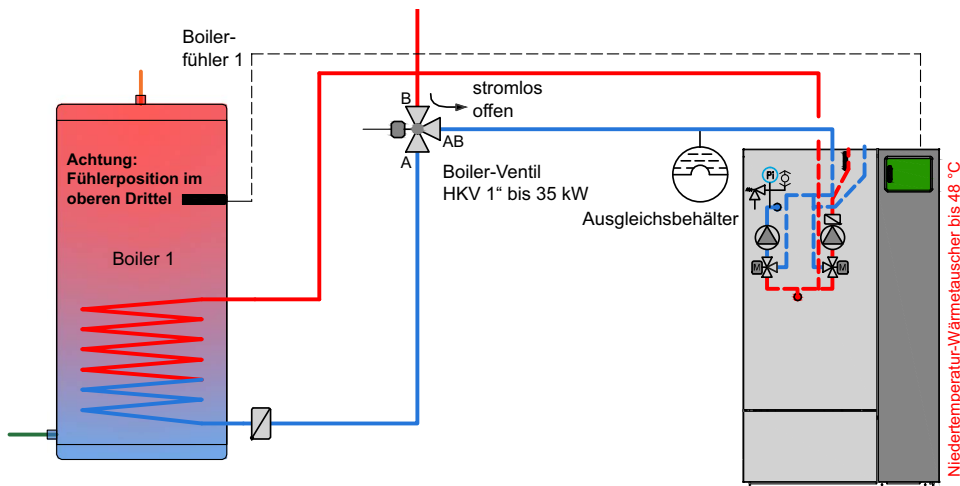 Boiler-
fühler 1
stromlos
offen
B
AB
A
Achtung:
Fühlerposition im
oberen Drittel
Boiler-Ventil
HKV 1“ bis 35 kW
Ausgleichsbehälter
Boiler 1
PI
M
M
Niedertemperatur-Wärmetauscher bis 48 °C